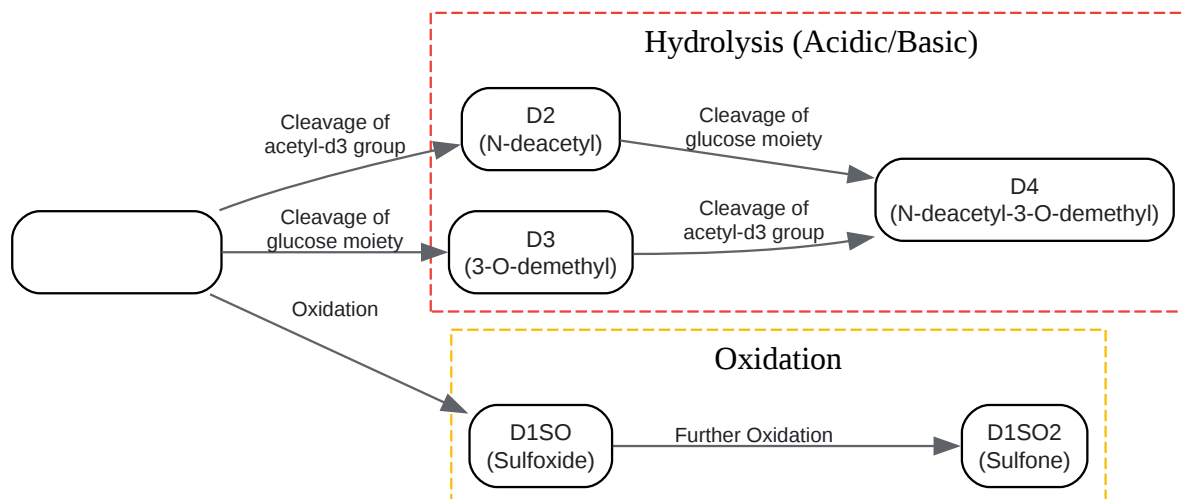 Hydrolysis (Acidic/Basic)
Cleavage of
acetyl-d3 group
D2
(N-deacetyl)
Cleavage of
glucose moiety
D4
(N-deacetyl-3-O-demethyl)
Cleavage of
glucose moiety
D3
(3-O-demethyl)
Cleavage of
acetyl-d3 group
Oxidation
Oxidation
D1SO
(Sulfoxide)
Further Oxidation
D1SO2
(Sulfone)